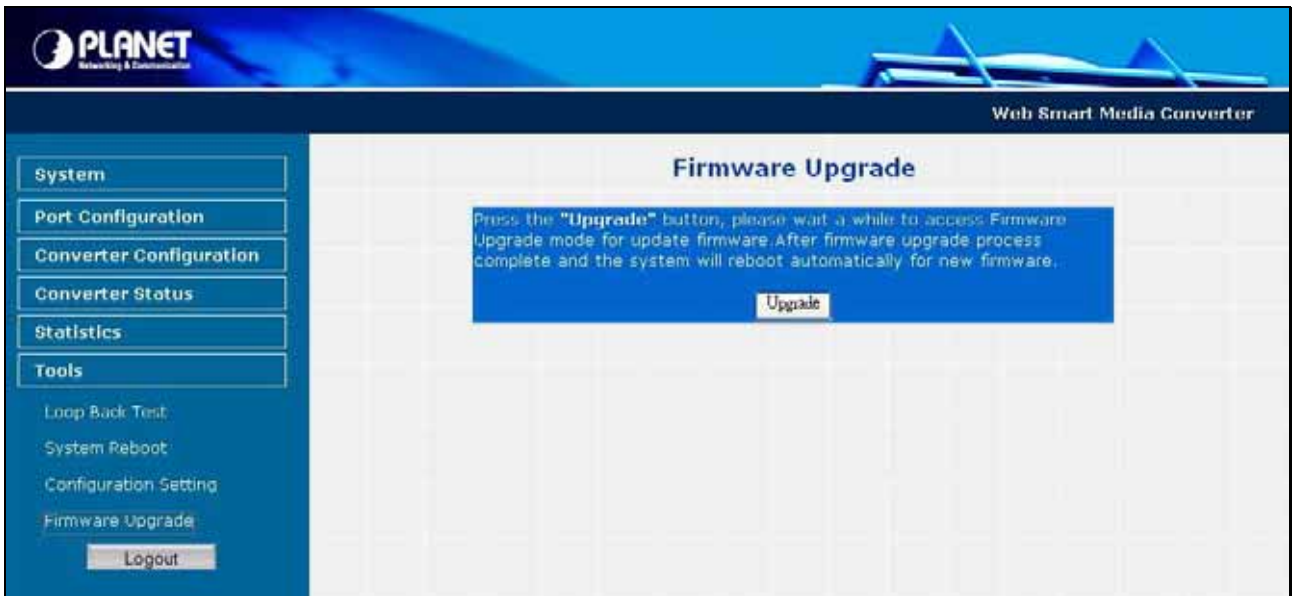 PLANET
Networking & Communication
Web Smart Media Converter
System
Port Configuration
Converter Configuration
Converter Status
Statistics
Tools
Loop Back Test
System Reboot
Configuration Setting
Firmware Upgrade
Logout
Firmware Upgrade
Press the "Upgrade" button, please wait a while to access Firmware
Upgrade mode for update firmware.After firmware upgrade process
complete and the system will reboot automatically for new firmware.
Upgrade